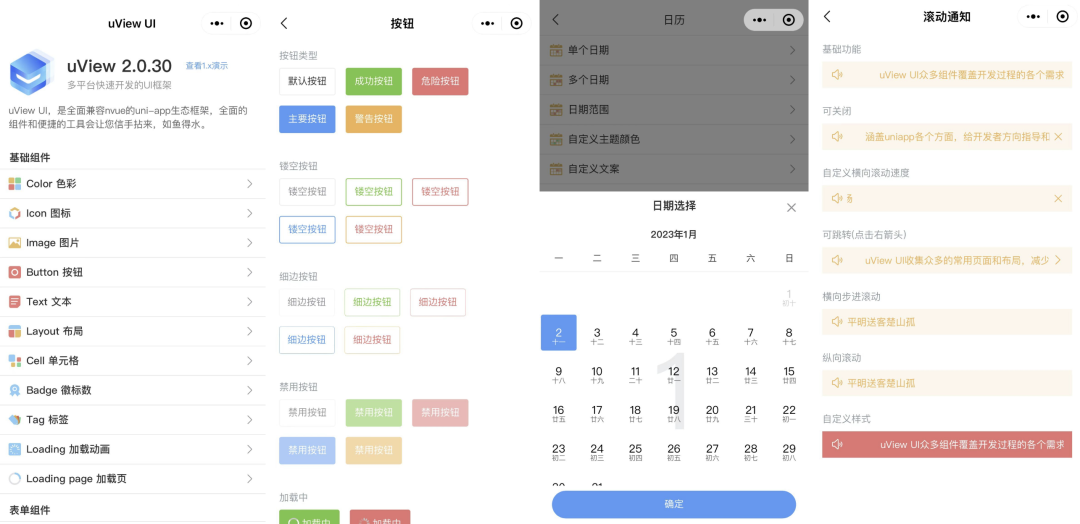 uView UI
uView 2.0.30
查看1.x演示
多平台快速开发的UI框架
uView UI，是全面兼容nvue的uni-app生态框架，全面的
组件和便捷的工具会让您信手拈来，如鱼得水。
基础组件
Color 色彩
Icon 图标
Image 图片
Button 按钮
Text 文本
Layout 布局
Cell 单元格
Badge 徽标数
Tag 标签
Loading 加载动画
Loading page 加载页
表单组件
按钮
按钮类型
默认按钮 成功按钮 危险按钮
主要按钮 警告按钮
镂空按钮
镂空按钮 镂空按钮 镂空按钮
镂空按钮 镂空按钮
细边按钮
细边按钮 细边按钮 细边按钮
细边按钮 细边按钮
禁用按钮
禁用按钮 禁用按钮 禁用按钮
禁用按钮 禁用按钮
加载中
加载中 加载中
日历
单个日期
多个日期
日期范围
自定义主题颜色
自定义文案
日期选择
2023年1月
一 二 三 四 五 六 日
1
初十
2 3 4 5 6 7 8
十一 十二 十三 十四 十五 十六 十七
1
9 10 11 12 13 14 15
十八 十九 二十 廿一 廿二 廿三 廿四
16 17 18 19 20 21 22
廿五 廿六 廿七 廿八 廿九 三十 初一
23 24 25 26 27 28 29
初二 初三 初四 初五 初六 初七 初八
30 31
确定
滚动通知
基础功能
uView UI众多组件覆盖开发过程的各个需求
可关闭
涵盖uniapp各个方面，给开发者方向指导和
自定义横向滚动速度
可跳转(点击右箭头)
uView UI收集众多的常用页面和布局，减少
横向步进滚动
平明送客楚山孤
纵向滚动
平明送客楚山孤
自定义样式
uView UI众多组件覆盖开发过程的各个需求